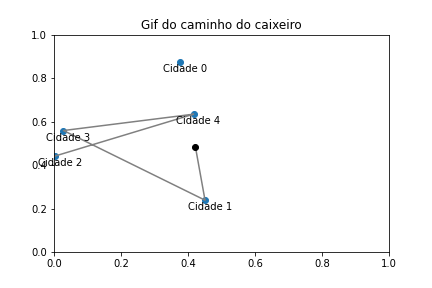 Gif do caminho do caixeiro
1.0
Cidade 0
0.8
0.6
Cidade 4
Cidade 3
0.4
Cidade 2
0.2
Cidade 1
0.0
0.0 0.2 0.4 0.6 0.8 1.0